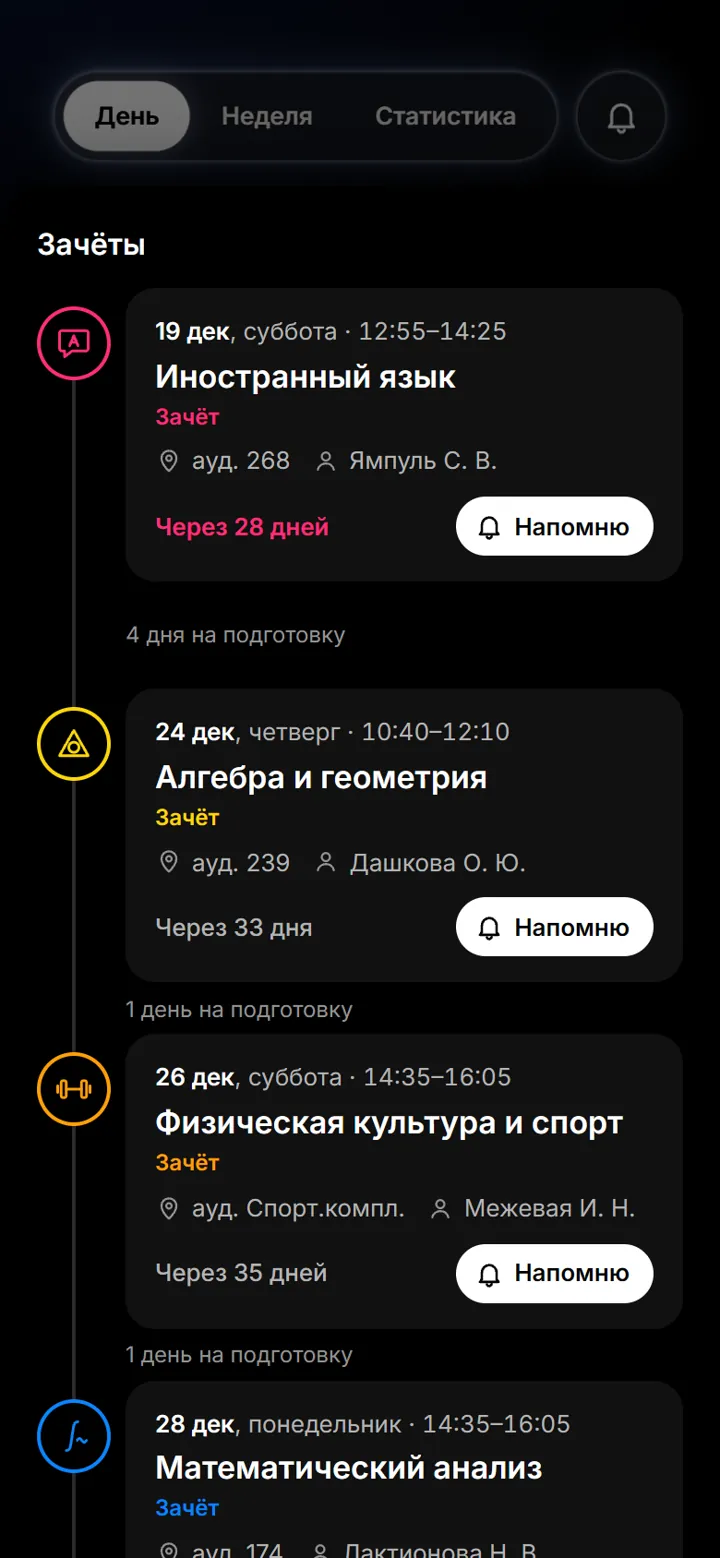 День Неделя Статистика
Зачёты
19 дек, суббота · 12:55–14:25
Иностранный язык
Зачёт
ауд. 268 Ямпуль С. В.
Через 28 дней Напомню
4 дня на подготовку
24 дек, четверг · 10:40–12:10
Алгебра и геометрия
Зачёт
ауд. 239 Дашкова О. Ю.
Через 33 дня Напомню
1 день на подготовку
26 дек, суббота · 14:35–16:05
Физическая культура и спорт
Зачёт
ауд. Спорт.компл. Межевая И. Н.
Через 35 дней Напомню
1 день на подготовку
28 дек, понедельник · 14:35–16:05
Математический анализ
Зачёт
ауд. 174 Лактионова Н. В.